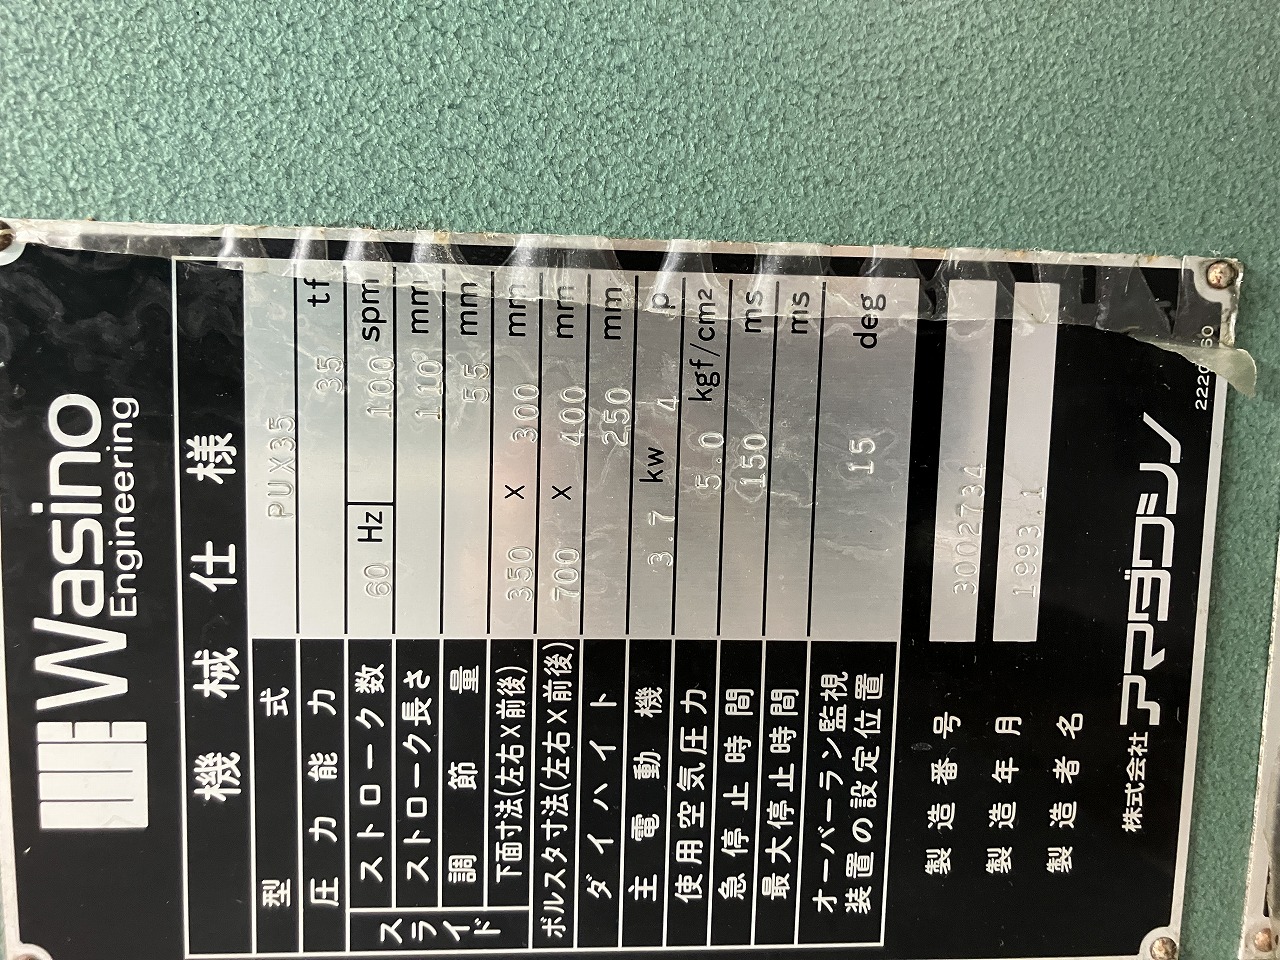 Wasino
Engineering
機械仕様
型式 PUX35
圧力能力 35 tf
スライド
ストローク数 60 Hz 100 spm
ストローク長さ 110 mm
調節量 55 mm
下面寸法(左右×前後) 350 × 300 mm
ボルスタ寸法(左右×前後) 700 × 400 mm
ダイハイト 250 mm
主電動機 3.7 kw 4 p
使用空気圧力 5.0 kgf/cm2
急停止時間 150 ms
最大停止時間 ms
オーバーラン監視
装置の設定位置 15 deg
製造番号 3002734
製造年月 1993.1
製造者名
株式会社 アマダワシノ